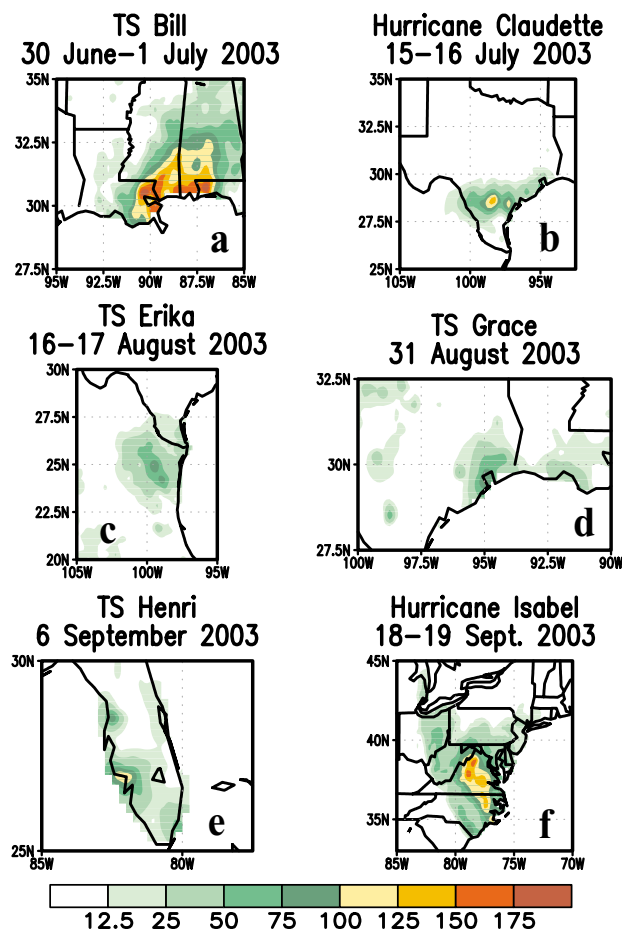 TS Bill
30 June-1 July 2003
35N
32.5N
30N
27.5N
95W 92.5W 90W 87.5W 85W
a
Hurricane Claudette
15-16 July 2003
35N
32.5N
30N
27.5N
25N
105W 100W 95W
b
TS Erika
16-17 August 2003
30N
27.5N
25N
22.5N
20N
105W 100W 95W
c
TS Grace
31 August 2003
32.5N
30N
27.5N
100W 97.5W 95W 92.5W 90W
d
TS Henri
6 September 2003
30N
25N
85W 80W
e
Hurricane Isabel
18-19 Sept. 2003
45N
40N
35N
85W 80W 75W 70W
f
12.5 25 50 75 100 125 150 175